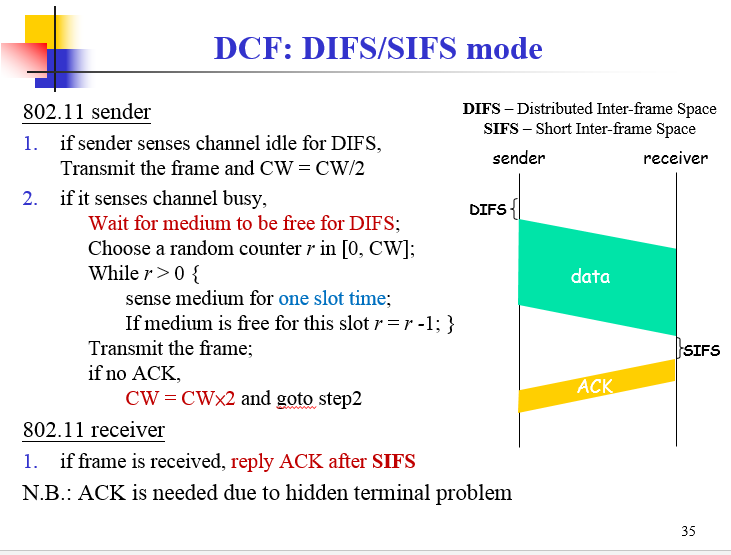 DCF: DIFS/SIFS mode
802.11 sender
1. if sender senses channel idle for DIFS,
Transmit the frame and CW = CW/2
2. if it senses channel busy,
Wait for medium to be free for DIFS;
Choose a random counter r in [0, CW];
While r > 0 {
sense medium for one slot time;
If medium is free for this slot r = r -1; }
Transmit the frame;
if no ACK,
CW = CWx2 and goto step2
802.11 receiver
1. if frame is received, reply ACK after SIFS
N.B.: ACK is needed due to hidden terminal problem
DIFS – Distributed Inter-frame Space
SIFS – Short Inter-frame Space
sender
receiver
DIFS
data
SIFS
ACK
35